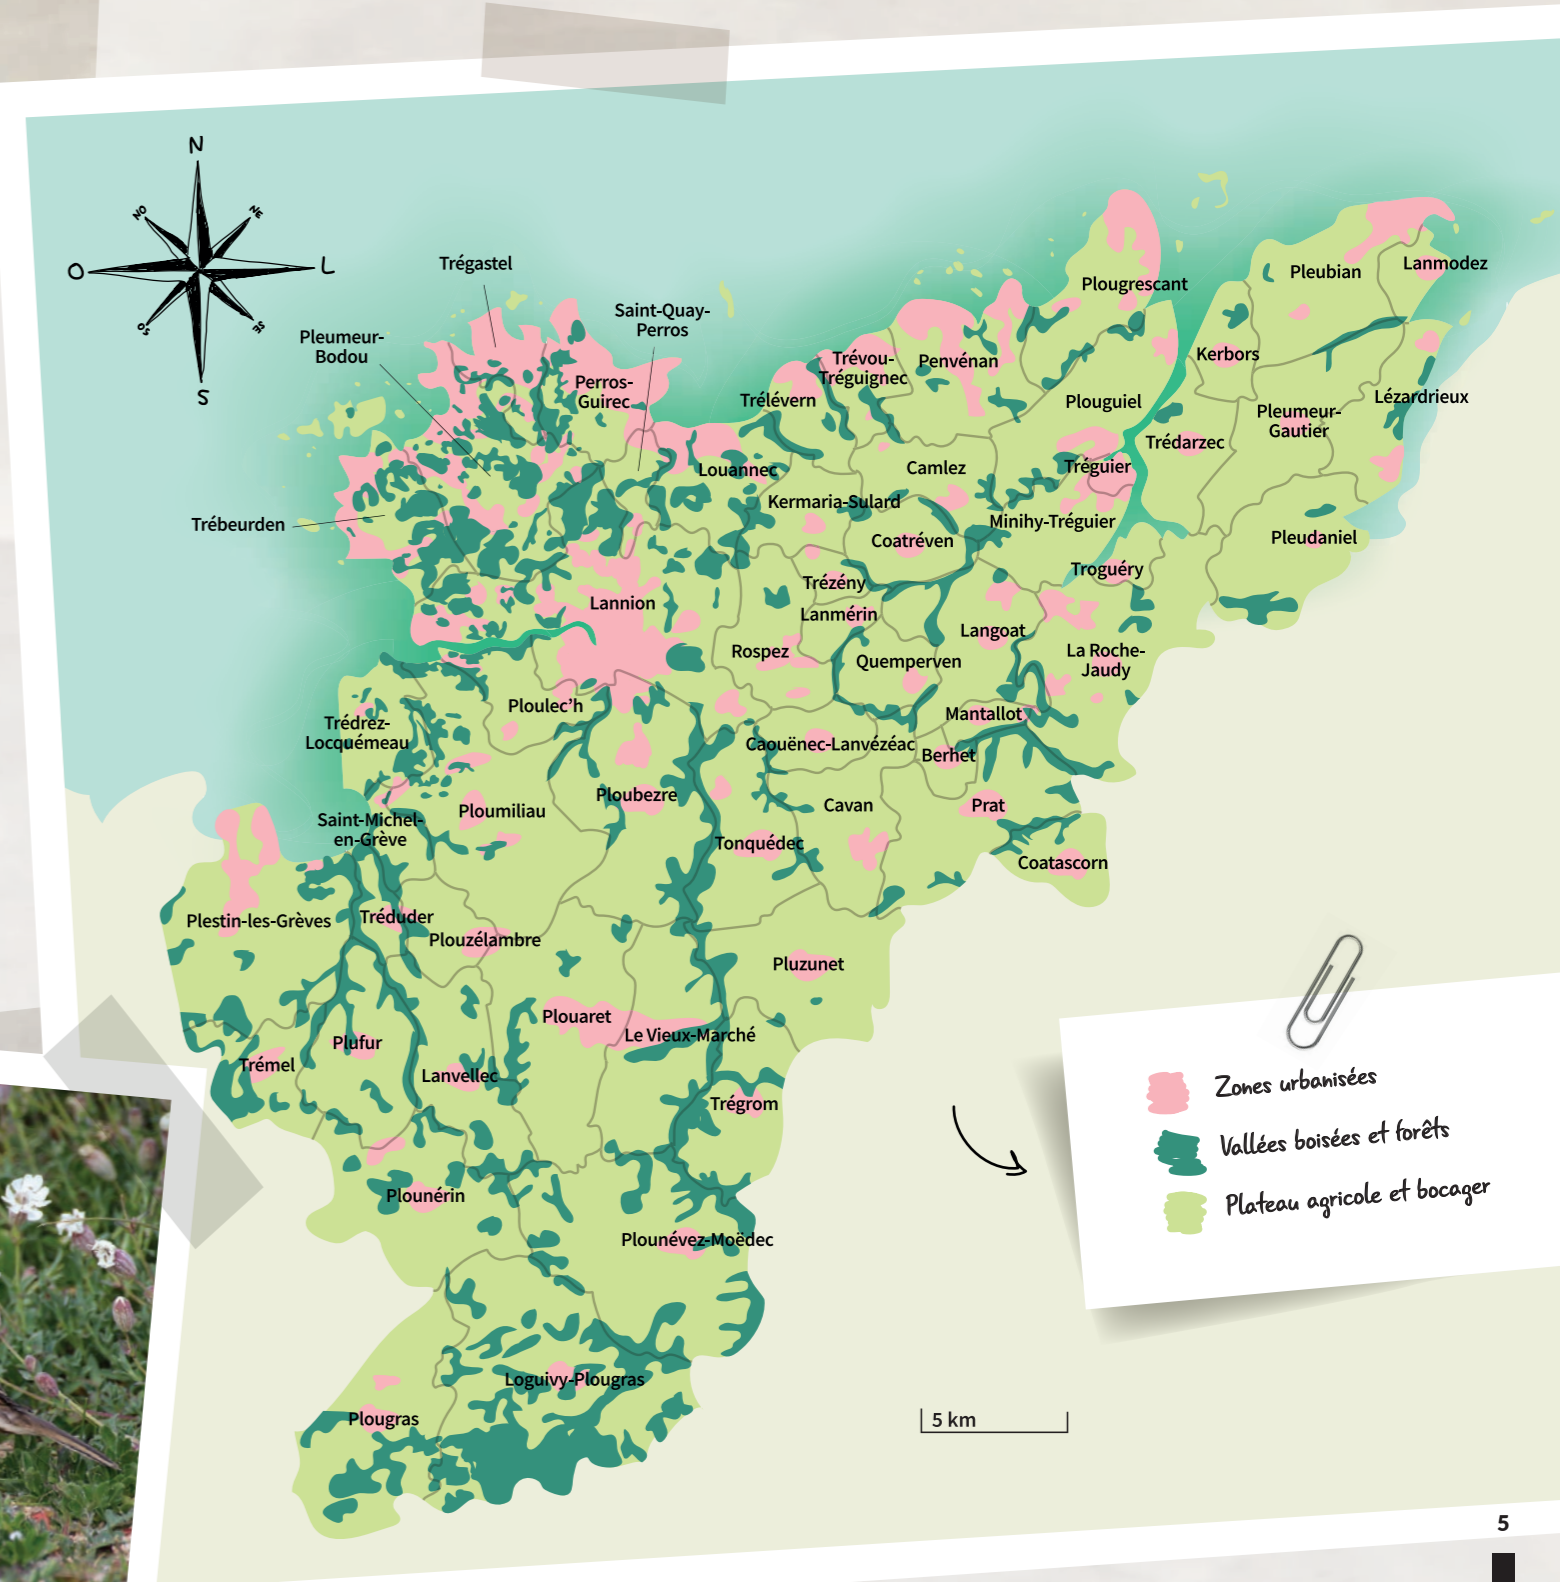 N
NO
NE
O
L
OS
SE
S
Trégastel
Saint-Quay-
Perros
Pleumeur-
Bodou
Perros-
Guirec
Trébeurden
Trélévern
Trévou-
Tréguignec
Penvénan
Plougrescant
Kerbors
Pleubian
Lanmodez
Lézardrieux
Pleumeur-
Gautier
Plouguiel
Trédarzec
Tréguier
Louannec
Camlez
Kermaria-Sulard
Minihy-Tréguier
Coatréven
Pleudaniel
Troguéry
Trézény
Lannion
Lanmérin
Langoat
Rospez
Quemperven
La Roche-
Jaudy
Ploulec’h
Mantallot
Trédrez-
Locquémeau
Caouënec-Lanvézéac
Berhet
Ploubezre
Cavan
Prat
Ploumiliau
Saint-Michel-
en-Grève
Tonquédec
Coatascorn
Plestin-les-Grèves
Tréduder
Plouzélambre
Pluzunet
Plouaret
Le Vieux-Marché
Plufur
Trémel
Lanvellec
Trégrom
Plounérin
Plounévez-Moëdec
Loguivy-Plougras
Plougras
Zones urbanisées
Vallées boisées et forêts
Plateau agricole et bocager
5 km
5